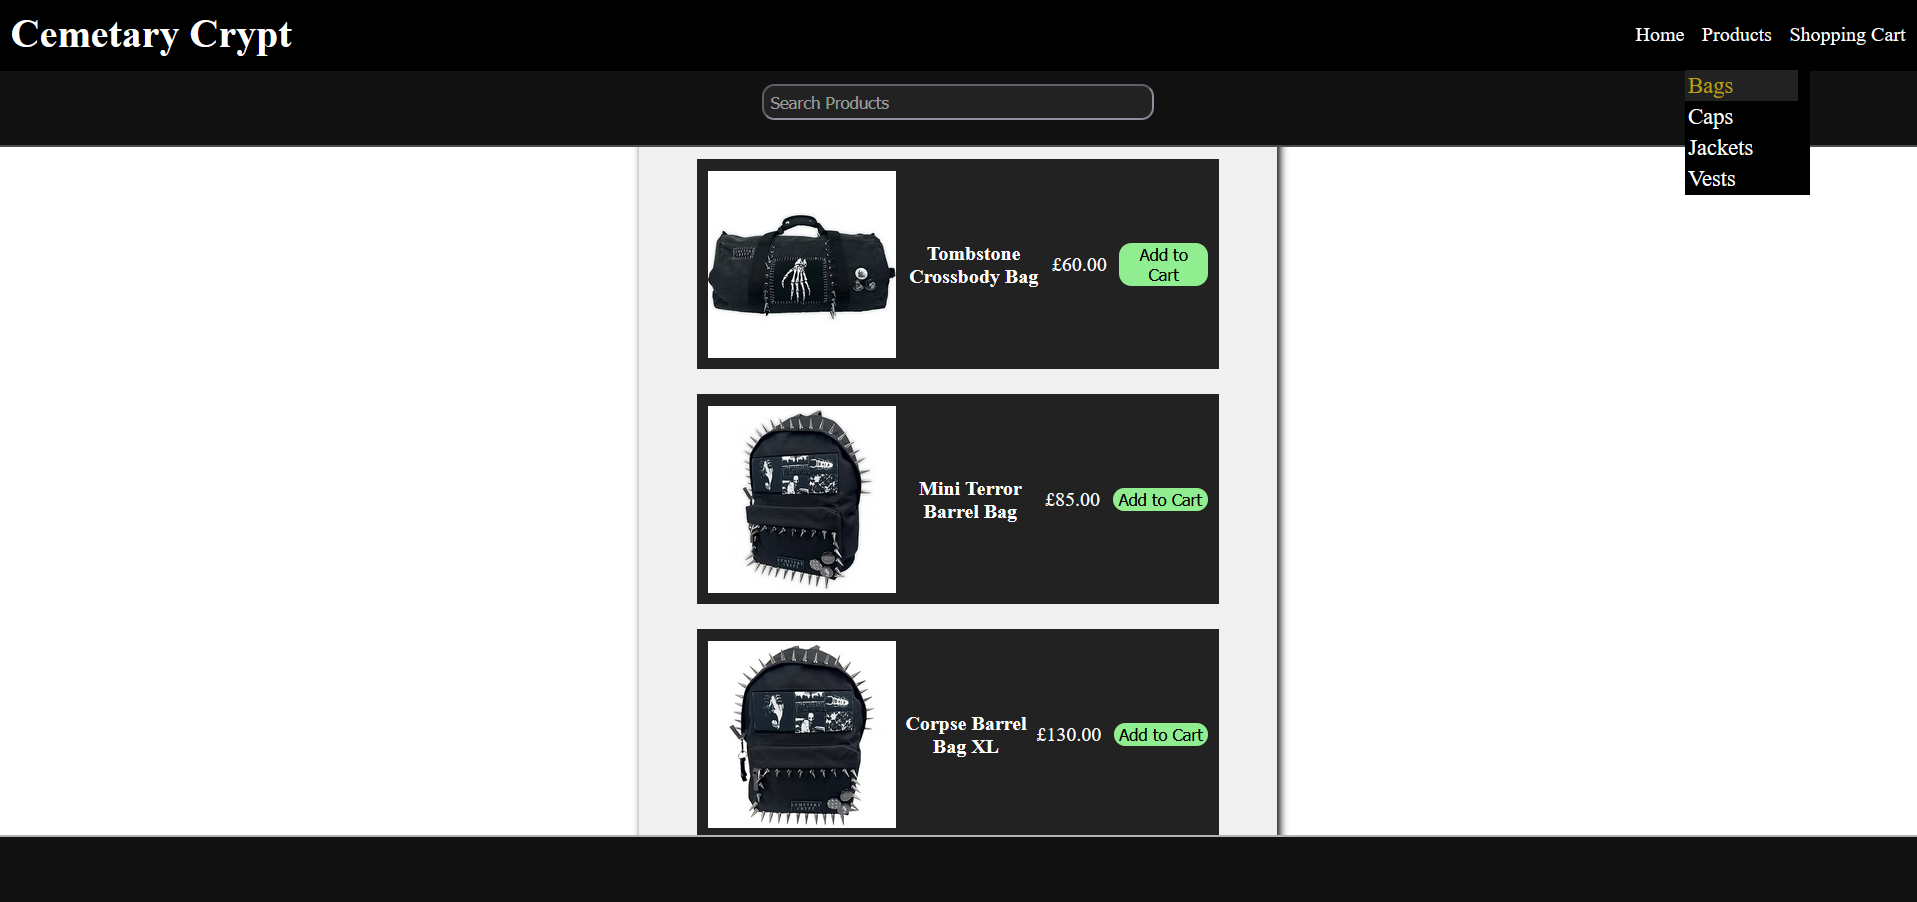 Cemetary Crypt
Home Products Shopping Cart
Search Products
Bags
Caps
Jackets
Vests
Tombstone
Crossbody Bag
£60.00
Add to
Cart
Mini Terror
Barrel Bag
£85.00
Add to Cart
Corpse Barrel
Bag XL
£130.00
Add to Cart